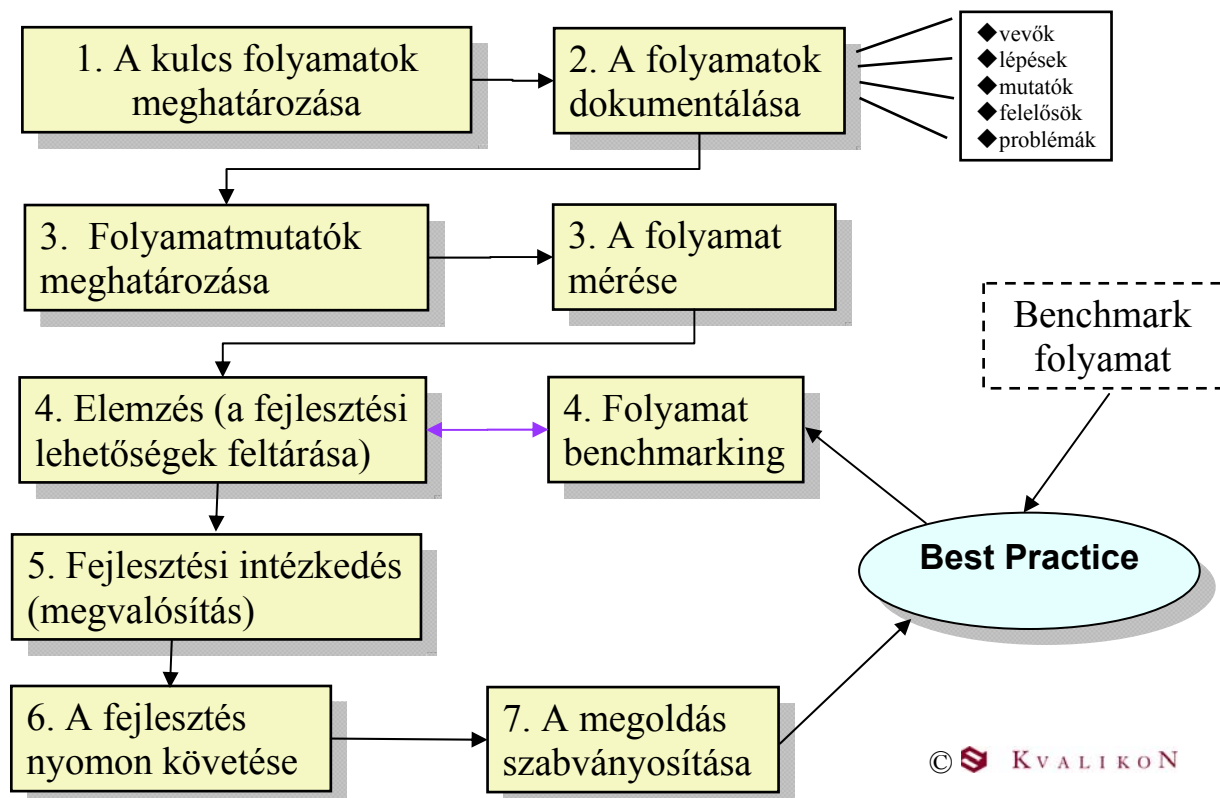 1. A kulcs folyamatok
meghatározása
2. A folyamatok
dokumentálása
◆vevők
◆lépések
◆mutatók
◆felelősök
◆problémák
3. Folyamatmutatók
meghatározása
3. A folyamat
mérése
Benchmark
folyamat
4. Elemzés (a fejlesztési
lehetőségek feltárása)
4. Folyamat
benchmarking
Best Practice
5. Fejlesztési intézkedés
(megvalósítás)
6. A fejlesztés
nyomon követése
7. A megoldás
szabványosítása
© KVALIKON